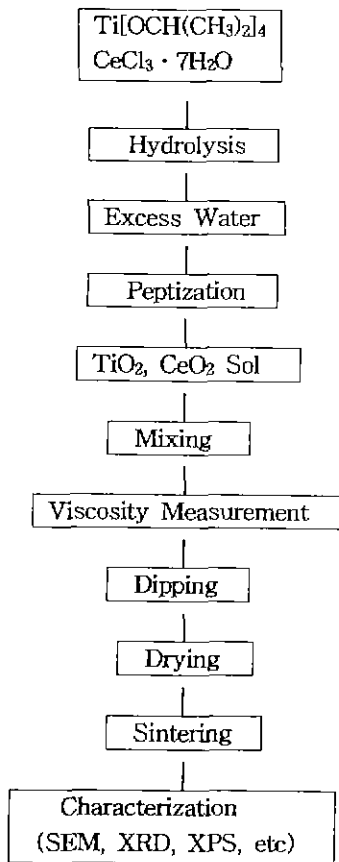 Ti[OCH(CH₃)₂]₄
CeCl₃ · 7H₂O
Hydrolysis
Excess Water
Peptization
TiO₂, CeO₂ Sol
Mixing
Viscosity Measurement
Dipping
Drying
Sintering
Characterization
(SEM, XRD, XPS, etc)